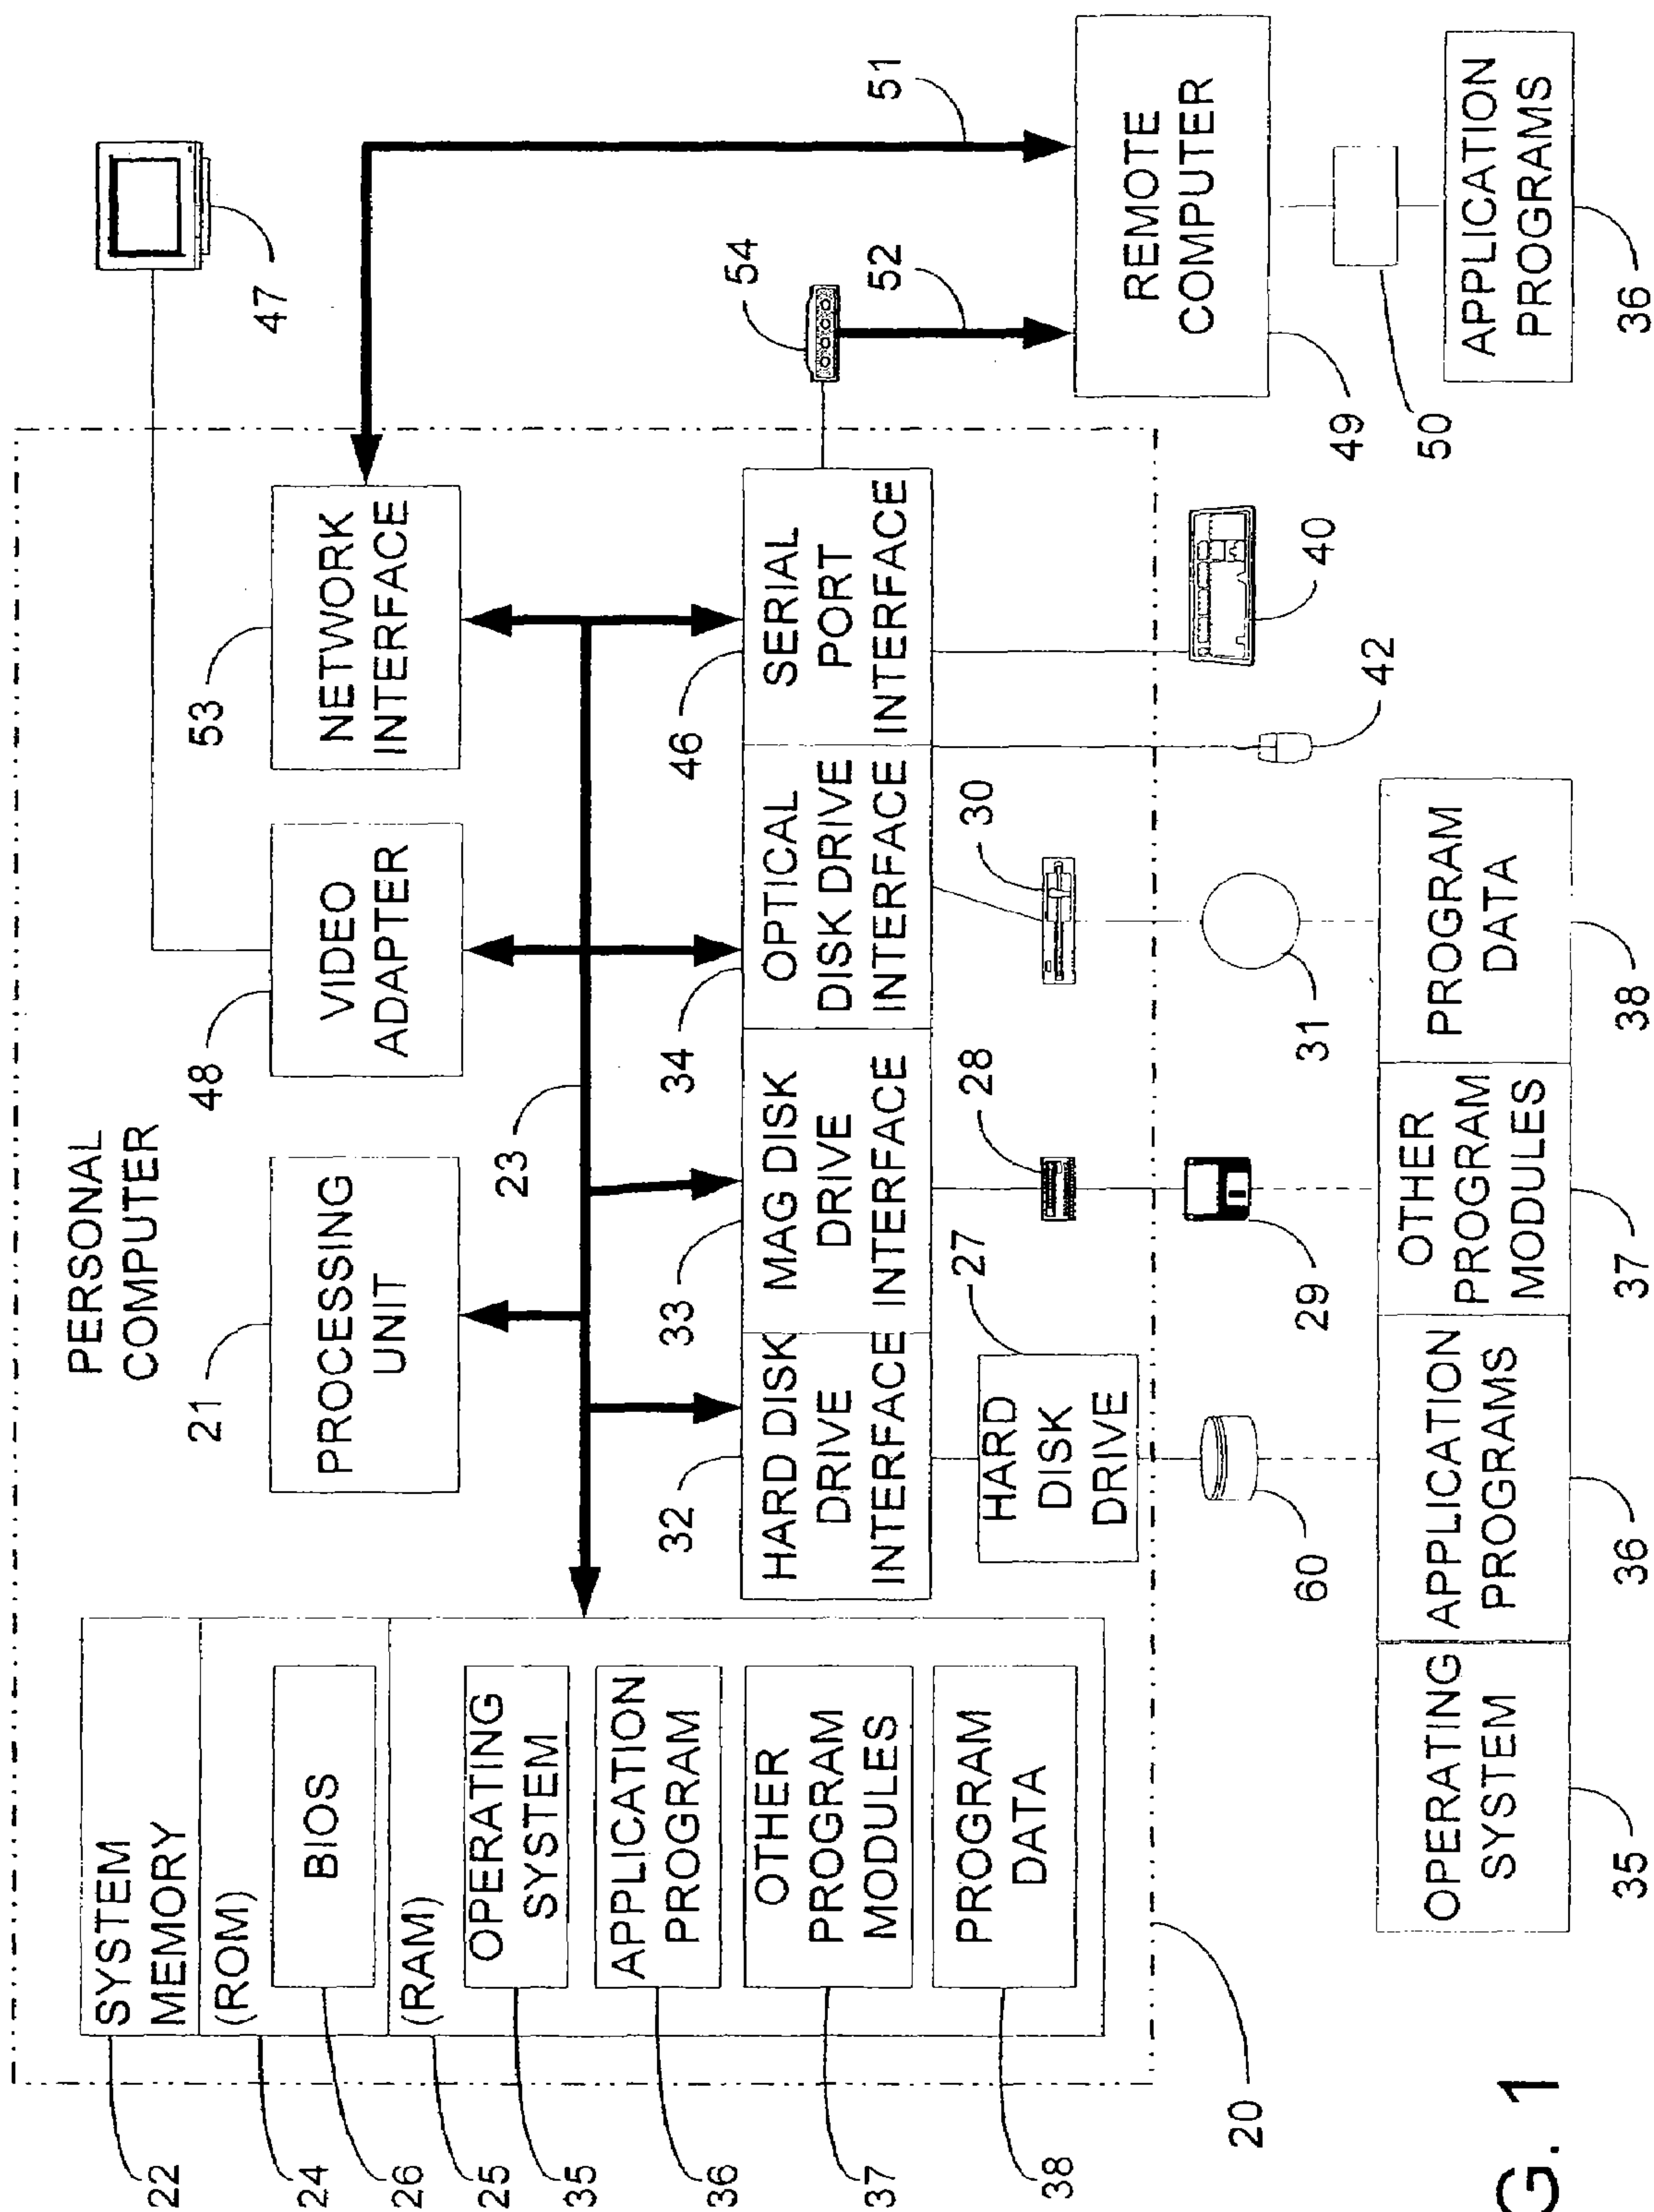 PERSONAL
COMPUTER
22
SYSTEM
MEMORY
24
(ROM)
26
BIOS
25
(RAM)
35
OPERATING
SYSTEM
36
APPLICATION
PROGRAM
37
OTHER
PROGRAM
MODULES
38
PROGRAM
DATA
20
21
PROCESSING
UNIT
48
VIDEO
ADAPTER
53
NETWORK
INTERFACE
47
23
32
HARD DISK
DRIVE
INTERFACE
33
MAG DISK
DRIVE
INTERFACE
34
OPTICAL
DISK DRIVE
INTERFACE
46
SERIAL
PORT
INTERFACE
54
52
51
27
HARD
DISK
DRIVE
28
30
60
29
31
42
40
REMOTE
COMPUTER
49
50
APPLICATION
PROGRAMS
36
OPERATING
SYSTEM
35
APPLICATION
PROGRAMS
36
OTHER
PROGRAM
MODULES
37
PROGRAM
DATA
38
G. 1